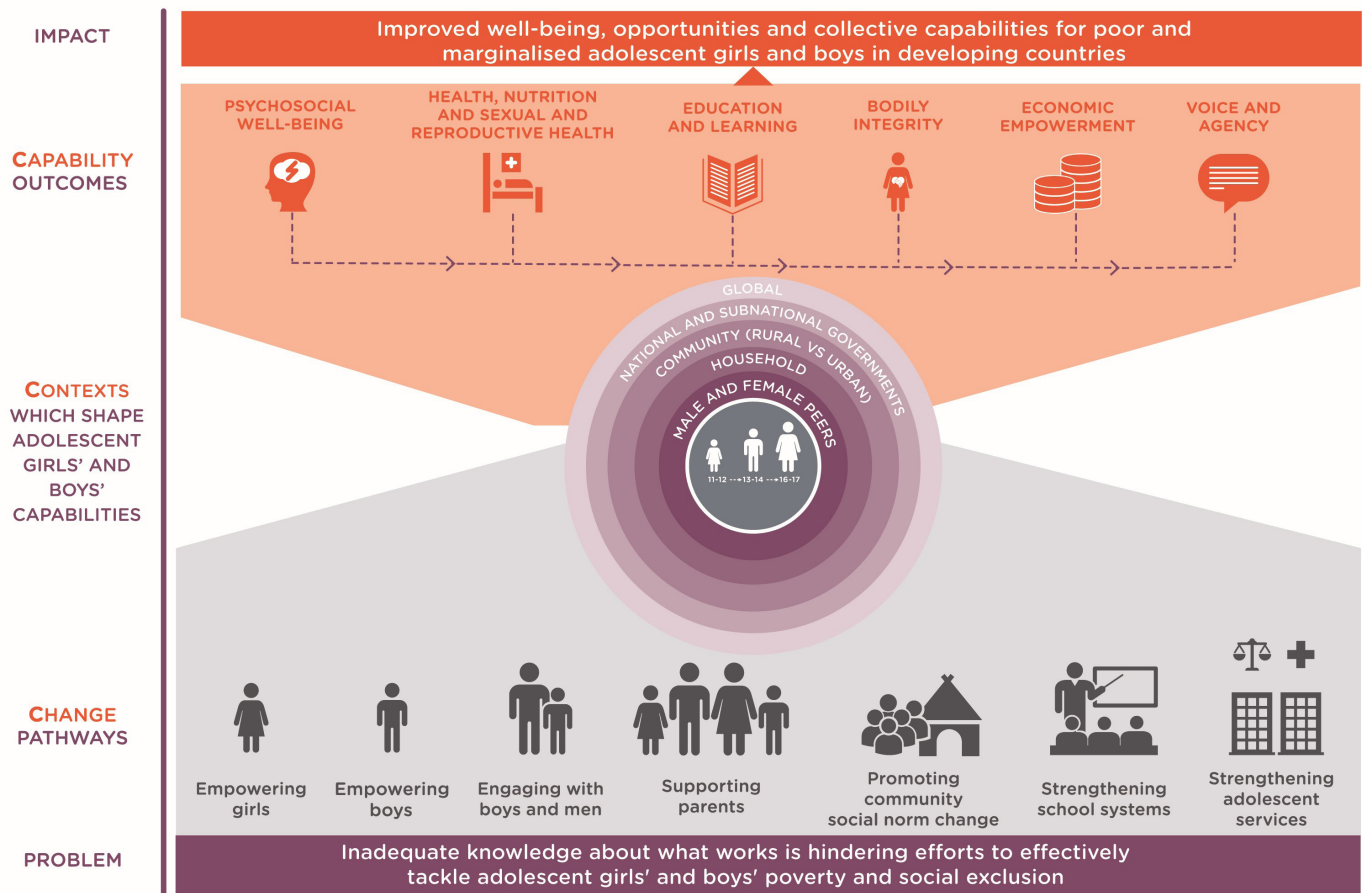 IMPACT
Improved well-being, opportunities and collective capabilities for poor and
marginalised adolescent girls and boys in developing countries
CAPABILITY
OUTCOMES
PSYCHOSOCIAL
WELL-BEING
HEALTH, NUTRITION
AND SEXUAL AND
REPRODUCTIVE HEALTH
EDUCATION
AND LEARNING
BODILY
INTEGRITY
ECONOMIC
EMPOWERMENT
VOICE AND
AGENCY
CONTEXTS
WHICH SHAPE
ADOLESCENT
GIRLS' AND
BOYS'
CAPABILITIES
GLOBAL
NATIONAL AND SUBNATIONAL GOVERNMENTS
COMMUNITY (RURAL VS URBAN)
HOUSEHOLD
MALE AND FEMALE PEERS
11-12 --→13-14 --→16-17
CHANGE
PATHWAYS
Empowering
girls
Empowering
boys
Engaging with
boys and men
Supporting
parents
Promoting
community
social norm change
Strengthening
school systems
Strengthening
adolescent
services
PROBLEM
Inadequate knowledge about what works is hindering efforts to effectively
tackle adolescent girls' and boys' poverty and social exclusion